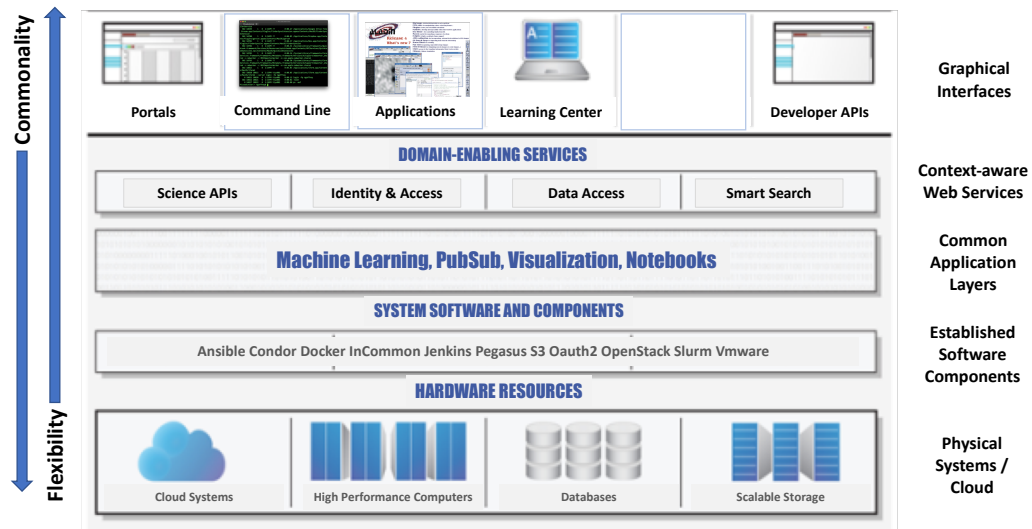 Commonality
Flexibility
Portals
Command Line
Applications
Learning Center
Developer APIs
Graphical
Interfaces
DOMAIN-ENABLING SERVICES
Science APIs
Identity & Access
Data Access
Smart Search
Context-aware
Web Services
Machine Learning, PubSub, Visualization, Notebooks
Common
Application
Layers
SYSTEM SOFTWARE AND COMPONENTS
Ansible Condor Docker InCommon Jenkins Pegasus S3 Oauth2 OpenStack Slurm Vmware
Established
Software
Components
HARDWARE RESOURCES
Cloud Systems
High Performance Computers
Databases
Scalable Storage
Physical
Systems /
Cloud